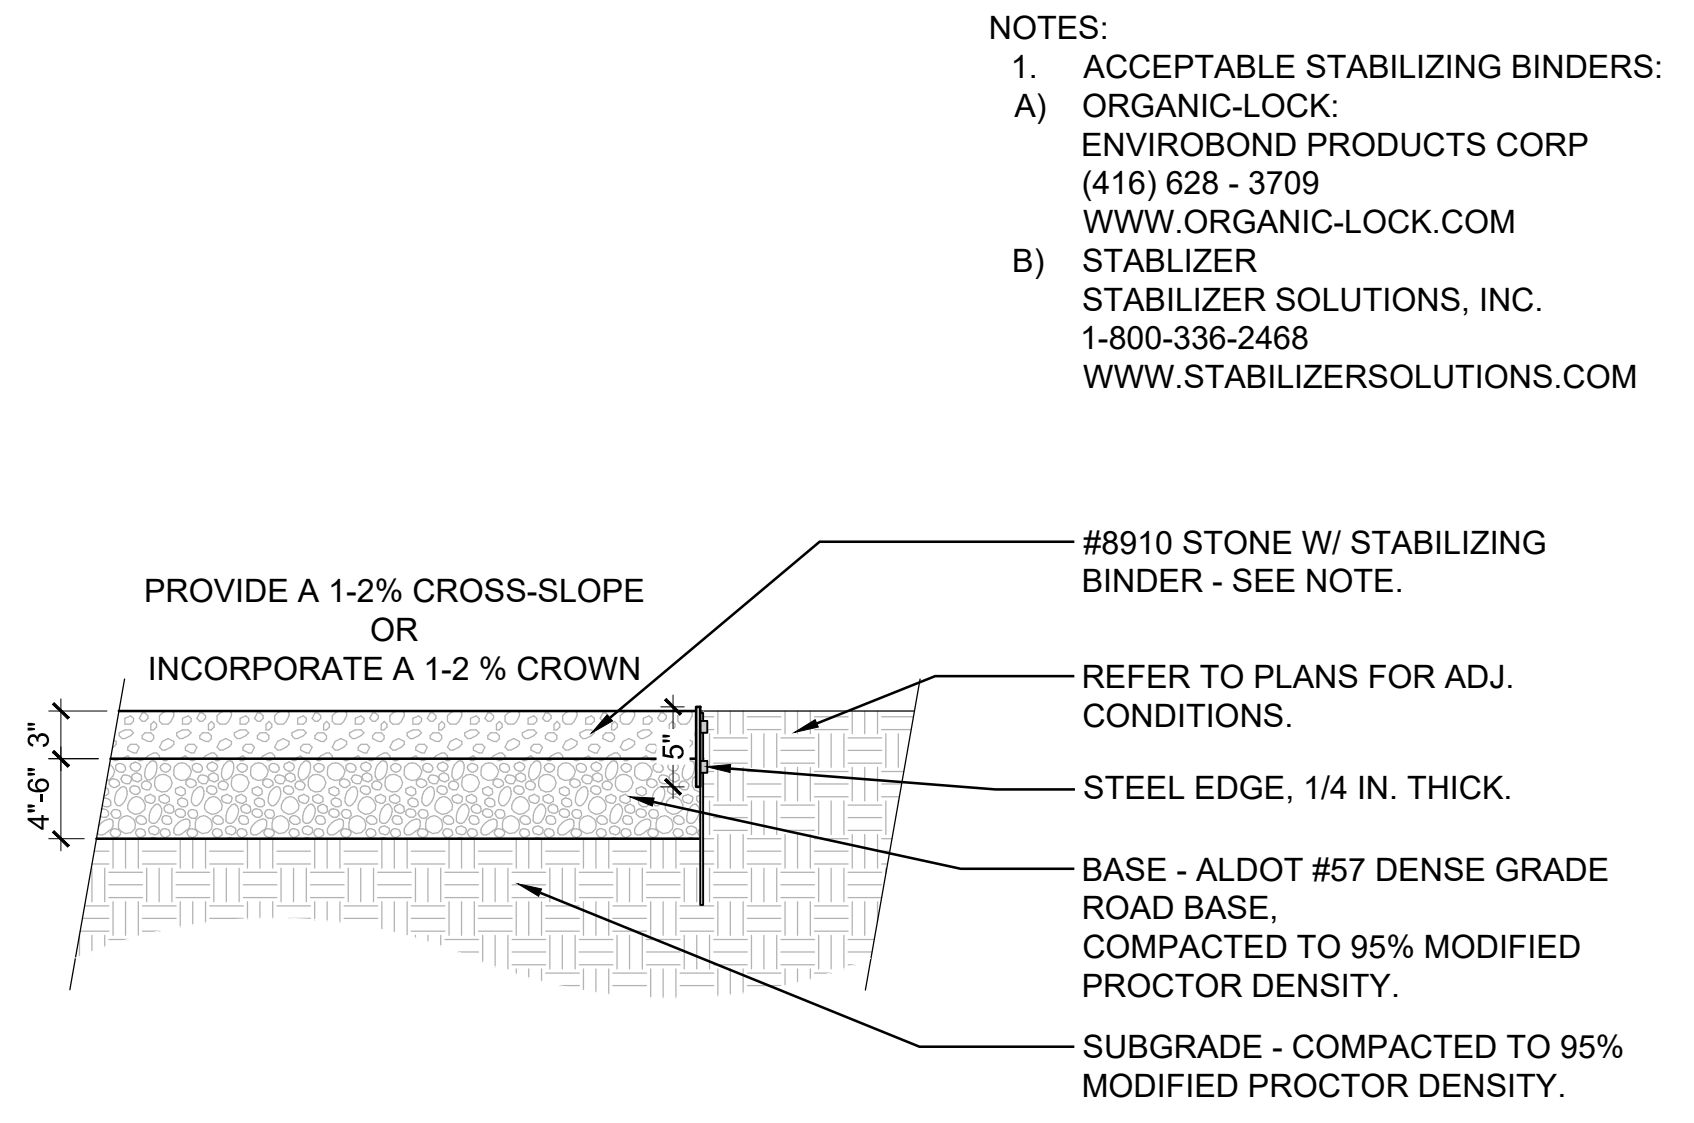 NOTES:
1. ACCEPTABLE STABILIZING BINDERS:
A) ORGANIC-LOCK:
ENVIROBOND PRODUCTS CORP
(416) 628 - 3709
WWW.ORGANIC-LOCK.COM
B) STABLIZER
STABILIZER SOLUTIONS, INC.
1-800-336-2468
WWW.STABILIZERSOLUTIONS.COM
PROVIDE A 1-2% CROSS-SLOPE
OR
INCORPORATE A 1-2 % CROWN
3"
4"-6"
5"
#8910 STONE W/ STABILIZING
BINDER - SEE NOTE.
REFER TO PLANS FOR ADJ.
CONDITIONS.
STEEL EDGE, 1/4 IN. THICK.
BASE - ALDOT #57 DENSE GRADE
ROAD BASE,
COMPACTED TO 95% MODIFIED
PROCTOR DENSITY.
SUBGRADE - COMPACTED TO 95%
MODIFIED PROCTOR DENSITY.